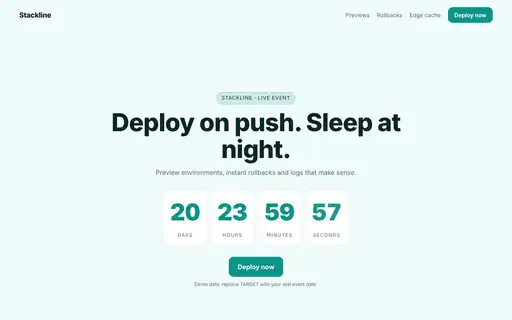 Stackline
Previews
Rollbacks
Edge cache
Deploy now
STACKLINE · LIVE EVENT
Deploy on push. Sleep at
night.
Preview environments, instant rollbacks and logs that make sense.
20 23 59 57
DAYS HOURS MINUTES SECONDS
Deploy now
Demo date: replace TARGET with your real event date.